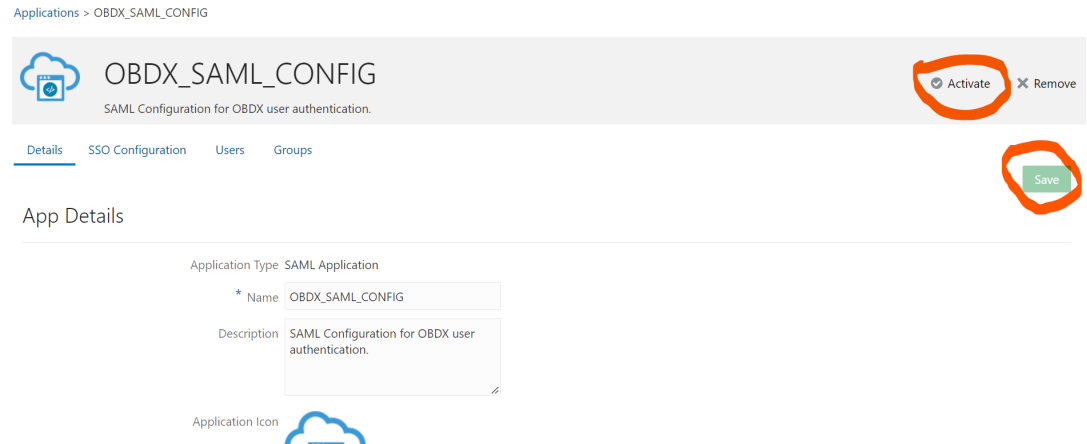 Applications > OBDX_SAML_CONFIG
OBDX_SAML_CONFIG
SAML Configuration for OBDX user authentication.
Activate
Remove
Details
SSO Configuration
Users
Groups
Save
App Details
Application Type SAML Application
* Name OBDX_SAML_CONFIG
Description SAML Configuration for OBDX user
authentication.
Application Icon